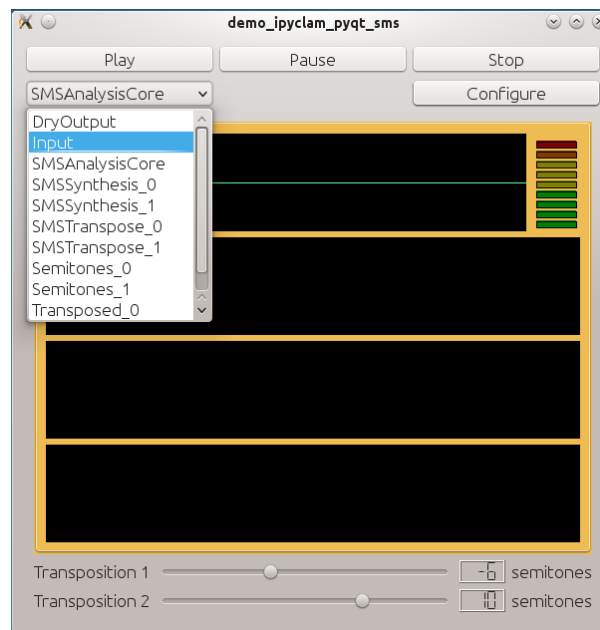 demo_ipyclam_pyqt_sms
Play Pause Stop
SMSAnalysisCore Configure
DryOutput
Input
SMSAnalysisCore
SMSSynthesis_0
SMSSynthesis_1
SMSTranspose_0
SMSTranspose_1
Semitones_0
Semitones_1
Transposed_0
Transposition 1 -6 semitones
Transposition 2 10 semitones